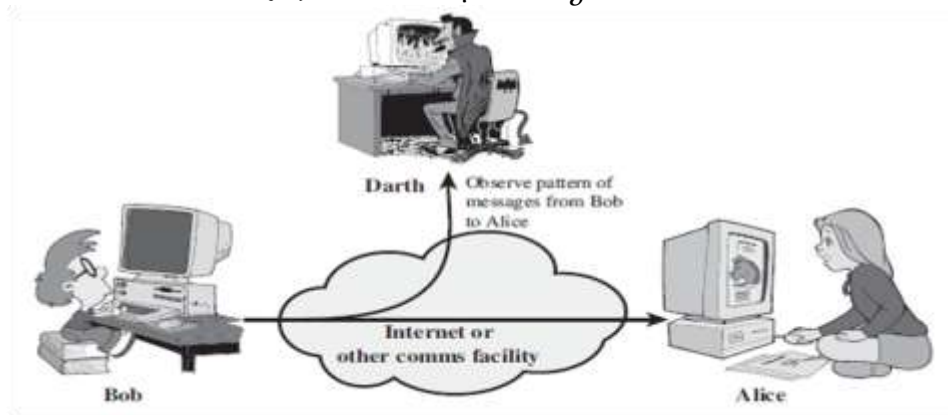 Darth
Observe pattern of
messages from Bob
to Alice
Internet or
other comms facility
Bob
Alice